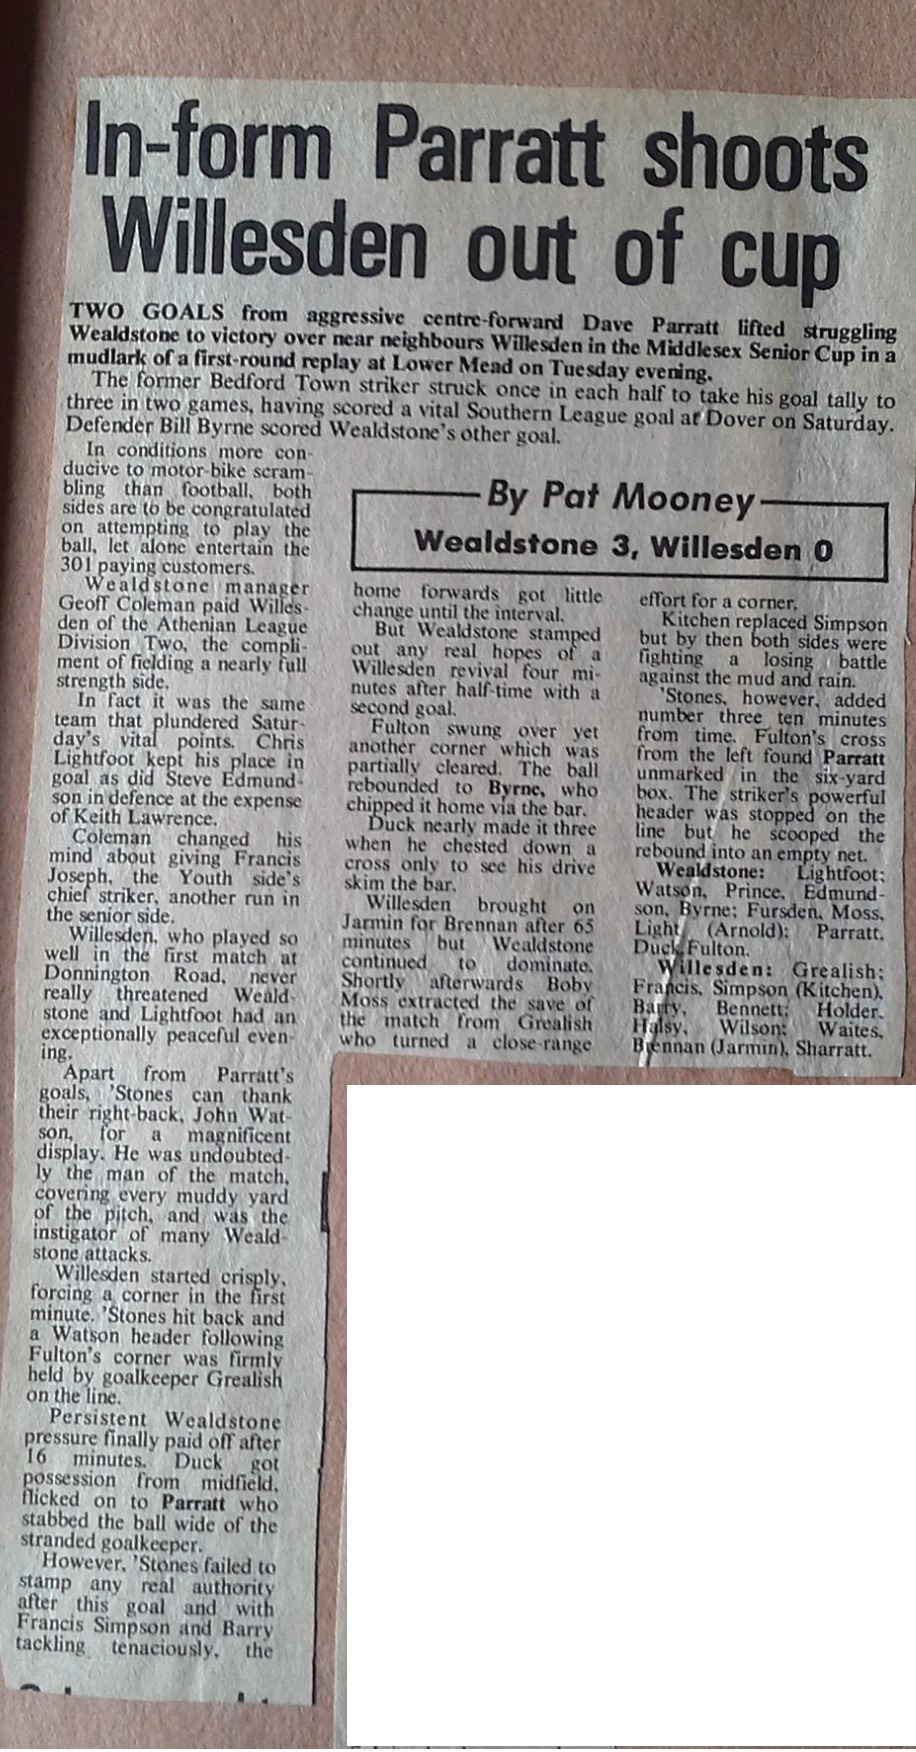 In-form Parratt shoots
Willesden out of cup
TWO GOALS from aggressive centre-forward Dave Parratt lifted struggling
Wealdstone to victory over near neighbours Willesden in the Middlesex Senior Cup in a
mudlark of a first-round replay at Lower Mead on Tuesday evening.
The former Bedford Town striker struck once in each half to take his goal tally to
three in two games, having scored a vital Southern League goal at Dover on Saturday.
Defender Bill Byrne scored Wealdstone's other goal.
In conditions more con-
ducive to motor-bike scram-
bling than football, both
sides are to be congratulated
on attempting to play the
ball, let alone entertain the
301 paying customers.
Wealdstone manager
Geoff Coleman paid Willes-
den of the Athenian League
Division Two, the compli-
ment of fielding a nearly full
strength side.
In fact it was the same
team that plundered Satur-
day's vital points. Chris
Lightfoot kept his place in
goal as did Steve Edmund-
son in defence at the expense
of Keith Lawrence.
Coleman changed his
mind about giving Francis
Joseph, the Youth side's
chief striker, another run in
the senior side.
Willesden, who played so
well in the first match at
Donnington Road, never
really threatened Weald-
stone and Lightfoot had an
exceptionally peaceful even-
ing.
Apart from Parratt's
goals, 'Stones can thank
their right-back, John Wat-
son, for a magnificent
display. He was undoubted-
ly the man of the match,
covering every muddy yard
of the pitch, and was the
instigator of many Weald-
stone attacks.
Willesden started crisply,
forcing a corner in the first
minute. 'Stones hit back and
a Watson header following
Fulton's corner was firmly
held by goalkeeper Grealish
on the line.
Persistent Wealdstone
pressure finally paid off after
16 minutes. Duck got
possession from midfield,
flicked on to Parratt who
stabbed the ball wide of the
stranded goalkeeper.
However, 'Stones failed to
stamp any real authority
after this goal and with
Francis Simpson and Barry
tackling tenaciously, the
By Pat Mooney
Wealdstone 3, Willesden 0
home forwards got little
change until the interval.
But Wealdstone stamped
out any real hopes of a
Willesden revival four mi-
nutes after half-time with a
second goal.
Fulton swung over yet
another corner which was
partially cleared. The ball
rebounded to Byrne, who
chipped it home via the bar.
Duck nearly made it three
when he chested down a
cross only to see his drive
skim the bar.
Willesden brought on
Jarmin for Brennan after 65
minutes but Wealdstone
continued to dominate.
Shortly afterwards Boby
Moss extracted the save of
the match from Grealish
who turned a close-range
effort for a corner.
Kitchen replaced Simpson
but by then both sides were
fighting a losing battle
against the mud and rain.
'Stones, however, added
number three ten minutes
from time. Fulton's cross
from the left found Parratt
unmarked in the six-yard
box. The striker's powerful
header was stopped on the
line but he scooped the
rebound into an empty net.
Wealdstone: Lightfoot;
Watson, Prince, Edmund-
son, Byrne; Fursden, Moss,
Light (Arnold); Parratt,
Duck, Fulton.
Willesden: Grealish;
Francis, Simpson (Kitchen),
Barry, Bennett; Holder,
Halsy, Wilson; Waites,
Brennan (Jarmin), Sharratt.